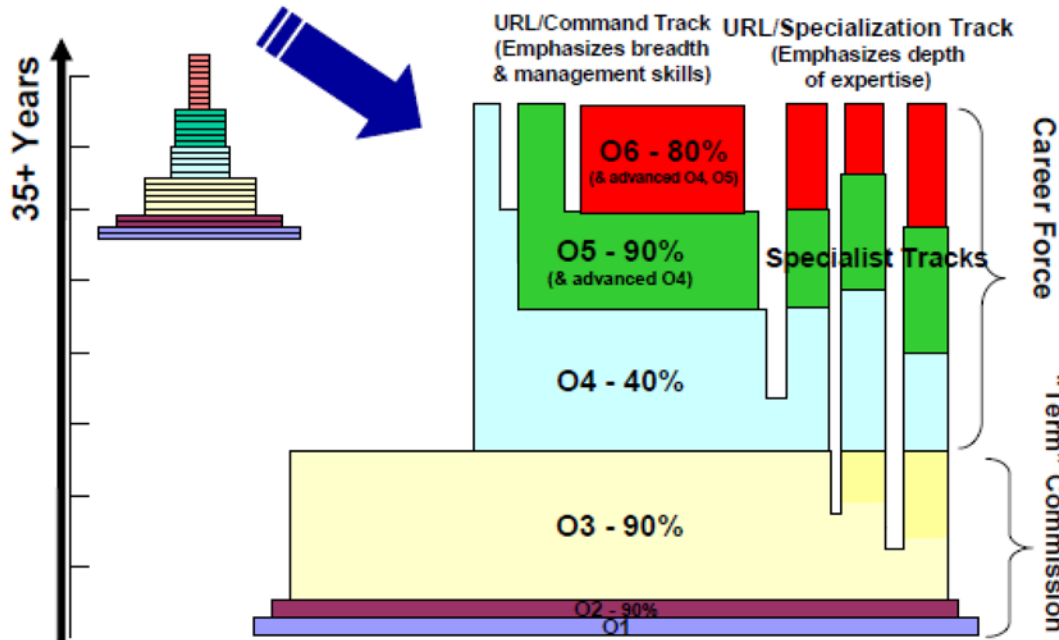 35+ Years
URL/Command Track
(Emphasizes breadth
& management skills)
URL/Specialization Track
(Emphasizes depth
of expertise)
O6 - 80%
(& advanced O4, O5)
O5 - 90%
(& advanced O4)
Specialist Tracks
O4 - 40%
O3 - 90%
O2 - 90%
O1
Career Force
"Term" Commission